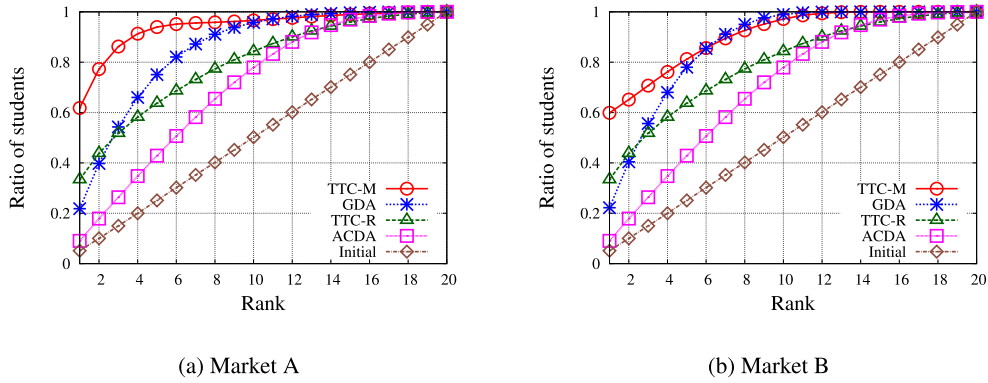 1
0.8
0.6
0.4
0.2
0
Ratio of students
2 4 6 8 10 12 14 16 18 20
Rank
TTC-M
GDA
TTC-R
ACDA
Initial
(a) Market A
1
0.8
0.6
0.4
0.2
0
Ratio of students
2 4 6 8 10 12 14 16 18 20
Rank
TTC-M
GDA
TTC-R
ACDA
Initial
(b) Market B